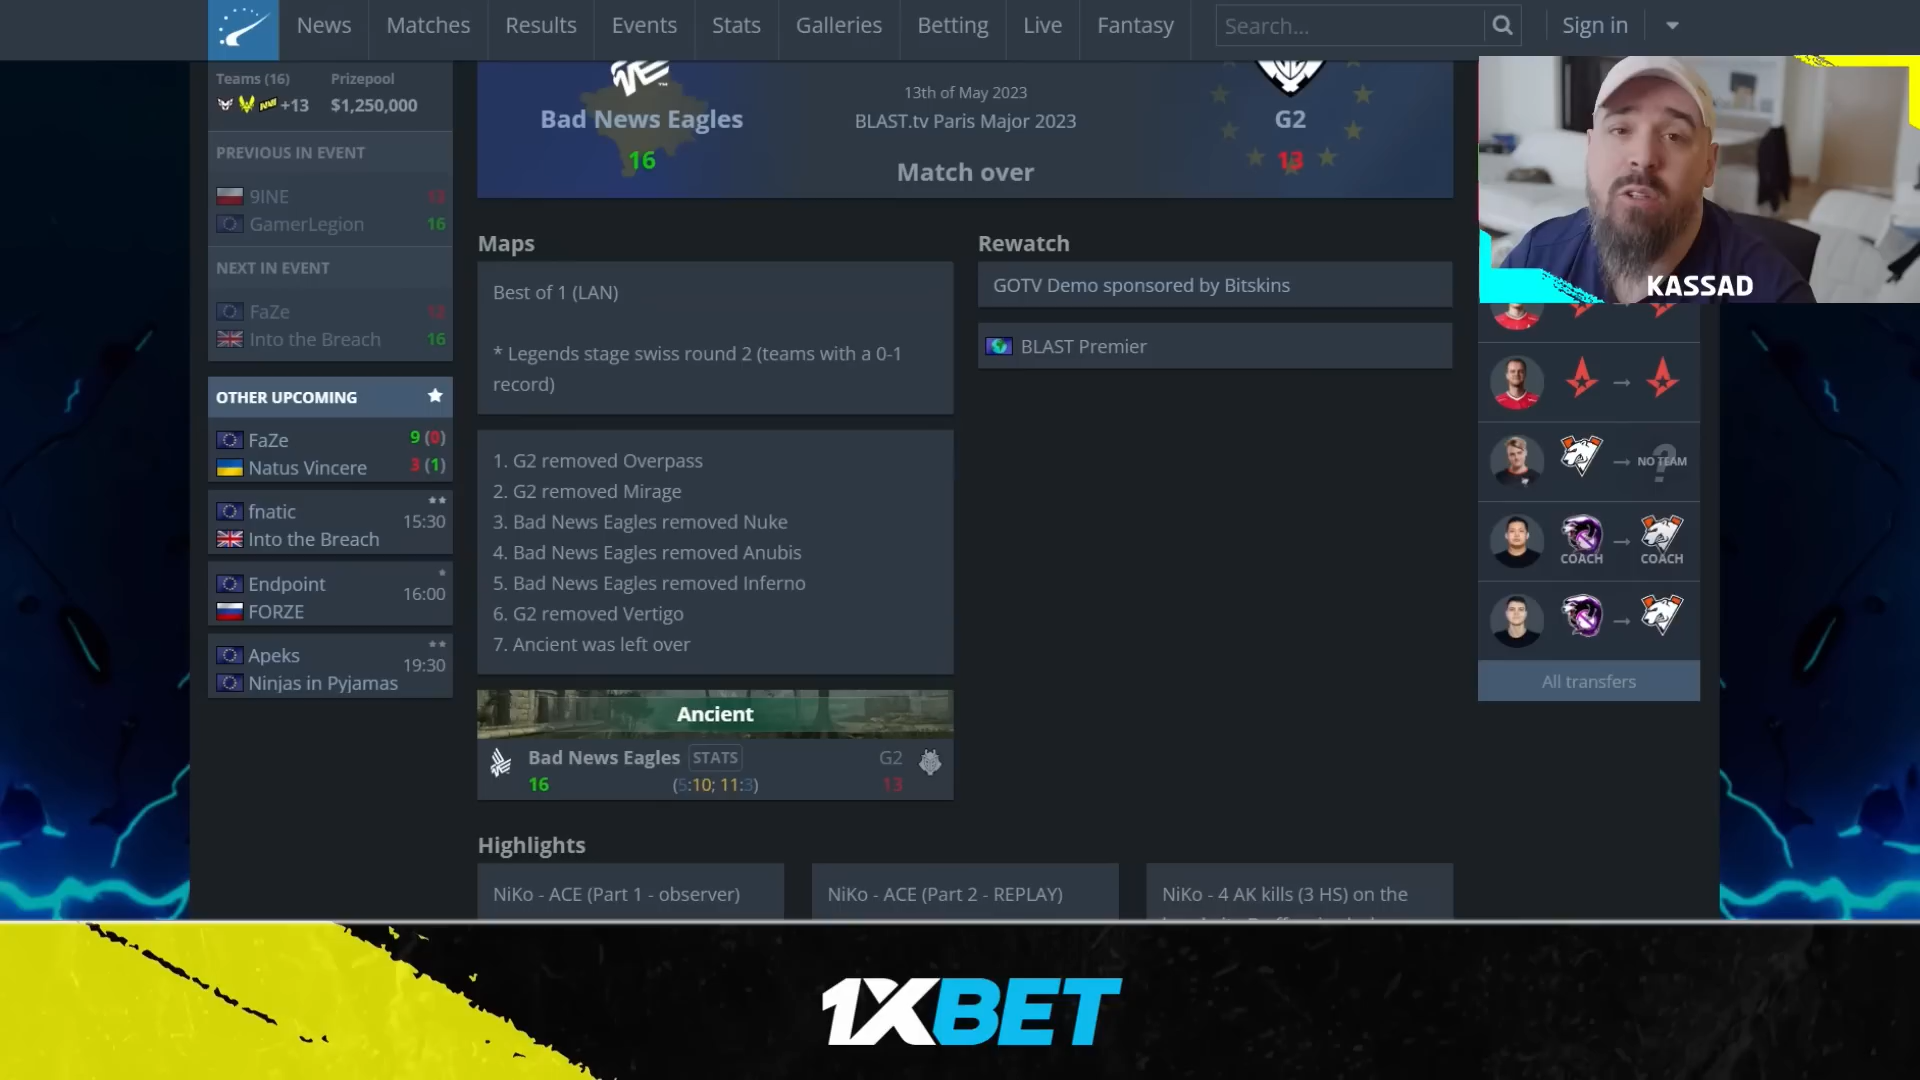 News Matches Results Events Stats Galleries Betting Live Fantasy Search... Sign in
Teams (16) Prizepool
+13 $1,250,000
PREVIOUS IN EVENT
9INE 13
GamerLegion 16
NEXT IN EVENT
FaZe 12
Into the Breach 16
OTHER UPCOMING
FaZe 9 (0)
Natus Vincere 3 (1)
fnatic
15:30
Into the Breach
Endpoint
16:00
FORZE
Apeks
19:30
Ninjas in Pyjamas
Bad News Eagles
16
13th of May 2023
BLAST.tv Paris Major 2023
Match over
G2
13
Maps
Best of 1 (LAN)
* Legends stage swiss round 2 (teams with a 0-1
record)
1. G2 removed Overpass
2. G2 removed Mirage
3. Bad News Eagles removed Nuke
4. Bad News Eagles removed Anubis
5. Bad News Eagles removed Inferno
6. G2 removed Vertigo
7. Ancient was left over
Ancient
Bad News Eagles STATS G2
16 (5:10; 11:3) 13
Rewatch
GOTV Demo sponsored by Bitskins
BLAST Premier
Highlights
NiKo - ACE (Part 1 - observer)
NiKo - ACE (Part 2 - REPLAY)
NiKo - 4 AK kills (3 HS) on the
KASSAD
NO TEAM
COACH COACH
All transfers
1XBET